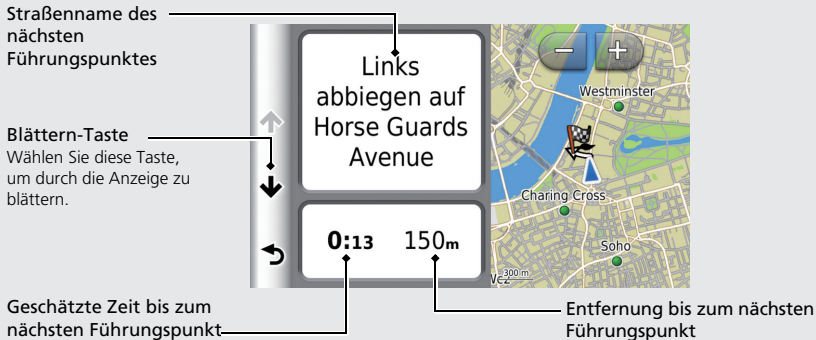 Straßenname des
nächsten
Führungspunktes
Links
abbiegen auf
Horse Guards
Avenue
Westminster
Blättern-Taste
Wählen Sie diese Taste,
um durch die Anzeige zu
blättern.
Charing Cross
0:13 150m
Soho
300m
WC2
Geschätzte Zeit bis zum
nächsten Führungspunkt
Entfernung bis zum nächsten
Führungspunkt